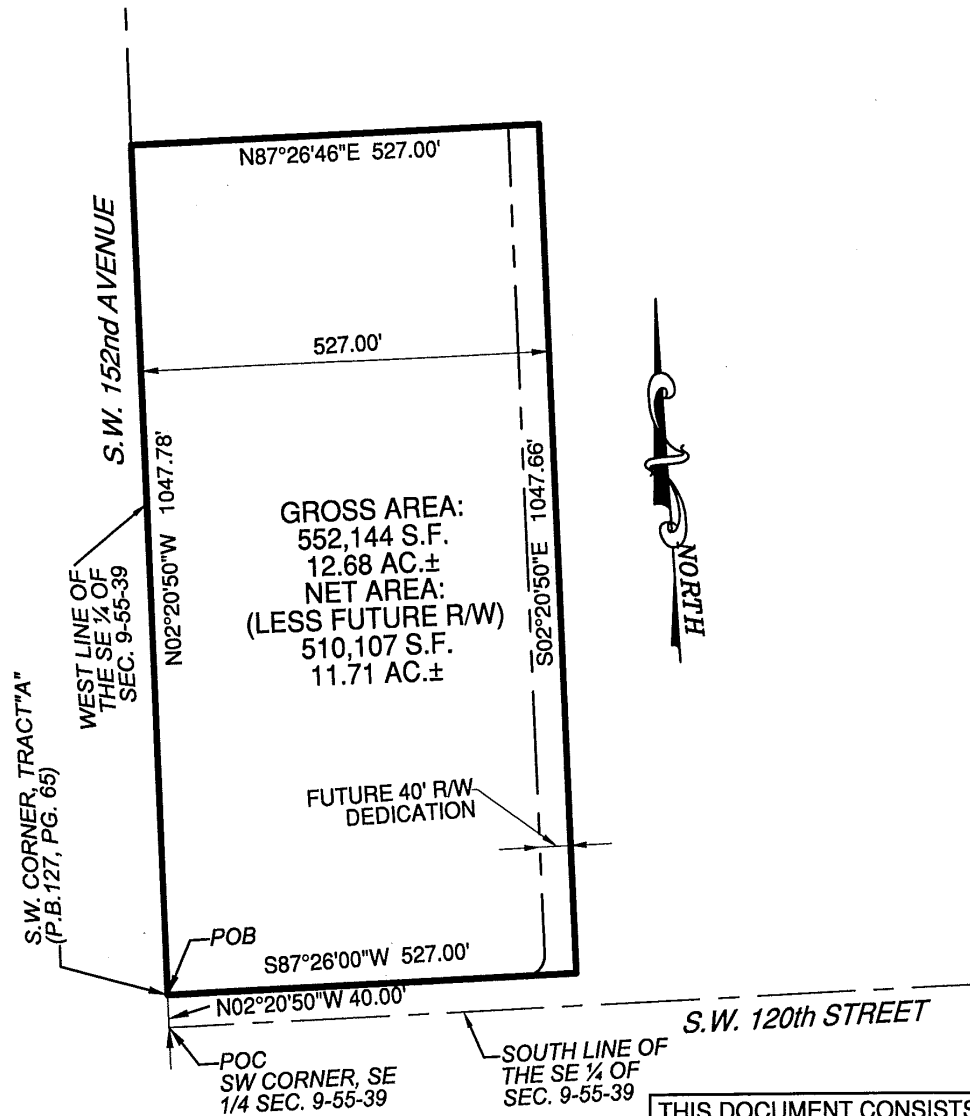 N87°26'46"E 527.00'
S.W. 152nd AVENUE
527.00'
N02°20'50"W 1047.78'
S02°20'50"E 1047.66'
GROSS AREA:
552,144 S.F.
12.68 AC.±
NET AREA:
(LESS FUTURE R/W)
510,107 S.F.
11.71 AC.±
NORTH
WEST LINE OF
THE SE ¼ OF
SEC. 9-55-39
S.W. CORNER, TRACT"A"
(P.B.127, PG. 65)
FUTURE 40' R/W
DEDICATION
POB
S87°26'00"W 527.00'
N02°20'50"W 40.00'
S.W. 120th STREET
POC
SW CORNER, SE
1/4 SEC. 9-55-39
SOUTH LINE OF
THE SE ¼ OF
SEC. 9-55-39
THIS DOCUMENT CONSISTS